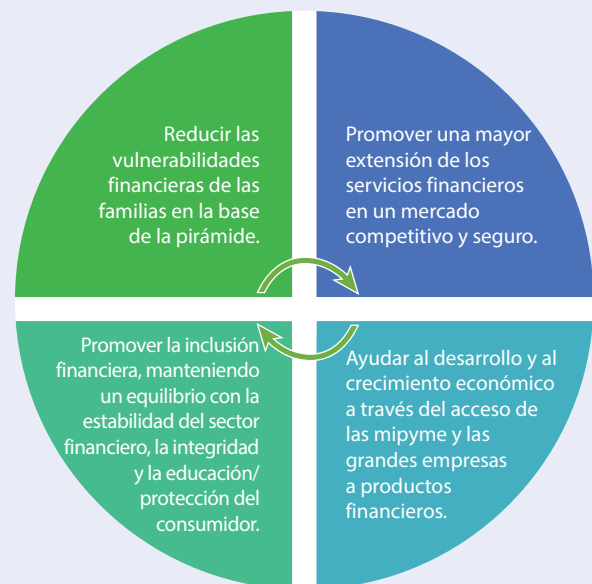 Reducir las
vulnerabilidades
financieras de las
familias en la base
de la pirámide.
Promover una mayor
extensión de los
servicios financieros
en un mercado
competitivo y seguro.
Promover la inclusión
financiera, manteniendo
un equilibrio con la
estabilidad del sector
financiero, la integridad
y la educación/
protección del
consumidor.
Ayudar al desarrollo y al
crecimiento económico
a través del acceso de
las mipyme y las
grandes empresas
a productos
financieros.